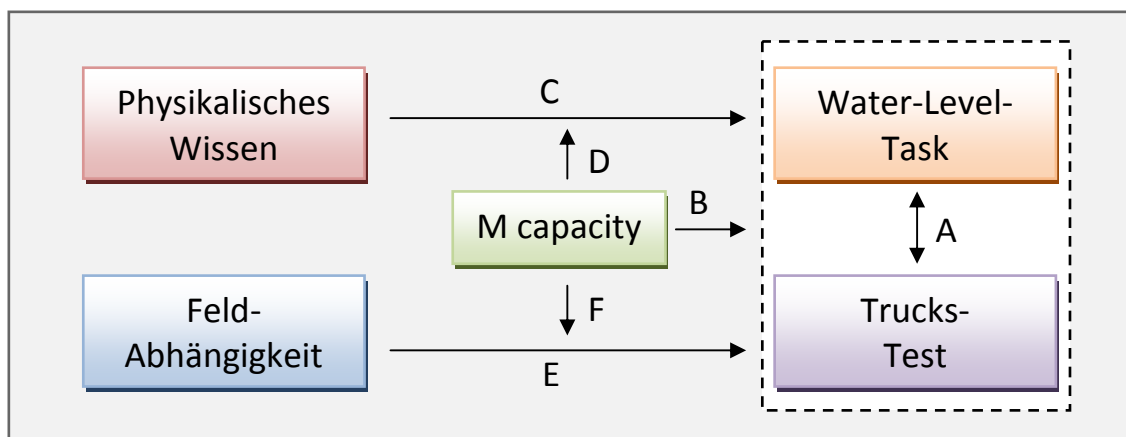 Physikalisches
Wissen
C
Water-Level-
Task
D
M capacity
B
A
Feld-
Abhängigkeit
F
E
Trucks-
Test